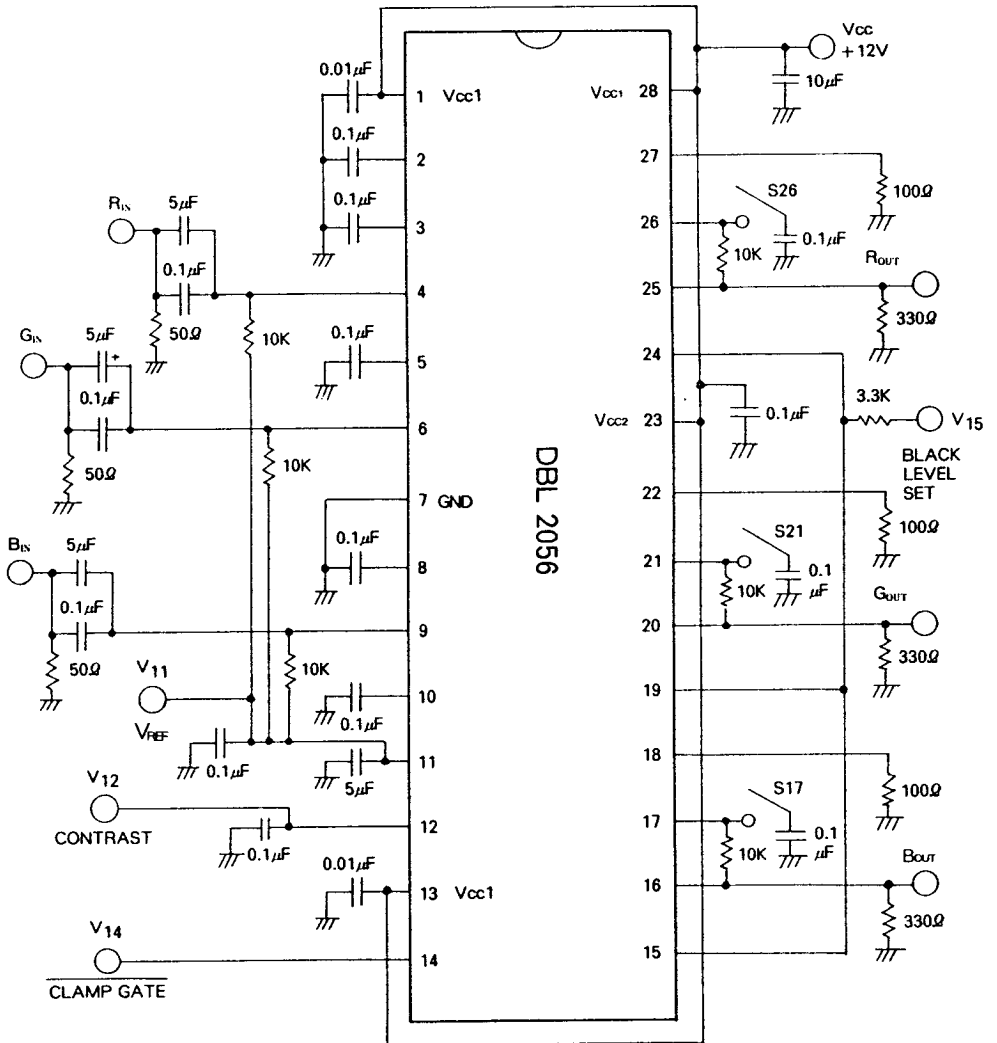 Vcc
+12V
0.01µF
10µF
1 Vcc1
Vcc1 28
0.1µF
2
27
0.1µF
100Ω
S26
RIN
5µF
3
26
0.1µF
10K
0.1µF
ROUT
4
25
50Ω
10K
330Ω
0.1µF
GIN
5µF
+
5
24
0.1µF
3.3K
0.1µF
V15
6
Vcc2 23
50Ω
10K
BLACK
LEVEL
SET
DBL 2056
7 GND
22
100Ω
0.1µF
S21
BIN
5µF
8
21
0.1
µF
10K
0.1µF
GOUT
9
20
50Ω
10K
330Ω
V11
VREF
10
19
0.1µF
0.1µF
11
18
5µF
100Ω
V12
S17
CONTRAST
12
17
0.1µF
0.1
µF
10K
0.01µF
BOUT
13 Vcc1
16
330Ω
V14
14
15
CLAMP GATE